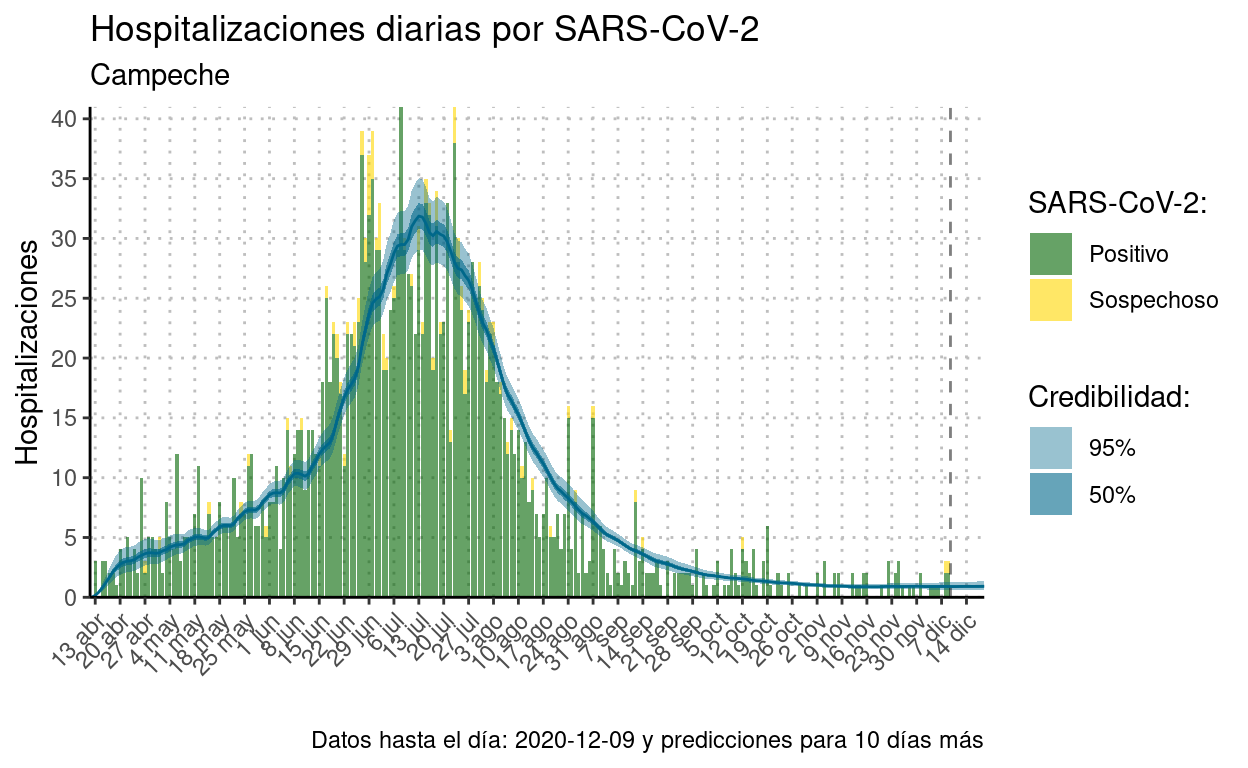 Hospitalizaciones diarias por SARS-CoV-2
Campeche
Hospitalizaciones
40
35
30
25
20
15
10
5
0
13 abr
20 abr
27 abr
4 may
11 may
18 may
25 may
1 jun
8 jun
15 jun
22 jun
29 jun
6 jul
13 jul
20 jul
27 jul
3 ago
10 ago
17 ago
24 ago
31 ago
7 sep
14 sep
21 sep
28 sep
5 oct
12 oct
19 oct
26 oct
2 nov
9 nov
16 nov
23 nov
30 nov
7 dic
14 dic
SARS-CoV-2:
Positivo
Sospechoso
Credibilidad:
95%
50%
Datos hasta el día: 2020-12-09 y predicciones para 10 días más